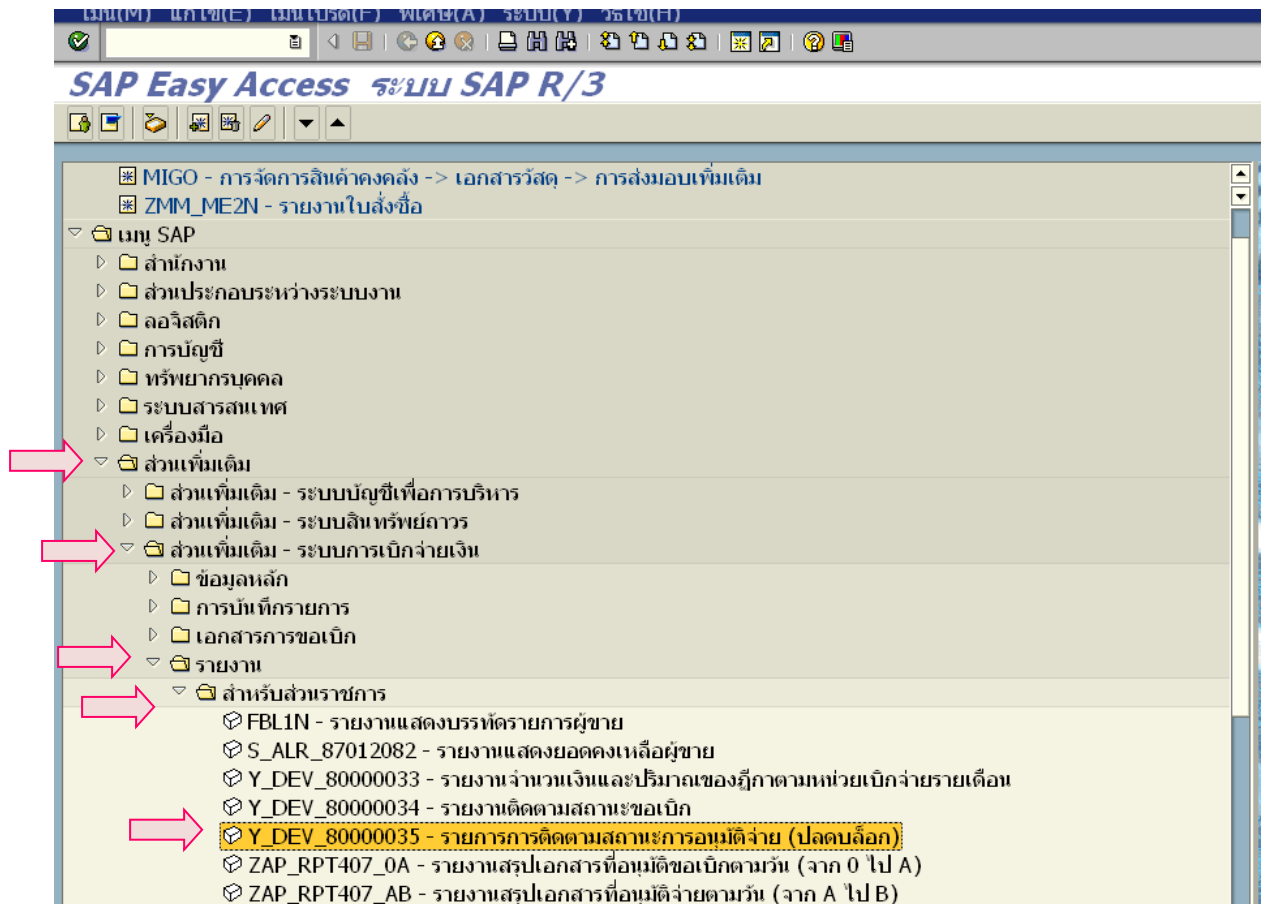 เมนู(M) แก้ไข(E) เมนูโปรด(F) พิเศษ(A) ระบบ(Y) วิธีใช้(H)
SAP Easy Access ระบบ SAP R/3
MIGO - การจัดการสินค้าคงคลัง -> เอกสารวัสดุ -> การส่งมอบเพิ่มเติม
ZMM_ME2N - รายงานใบสั่งซื้อ
เมนู SAP
สำนักงาน
ส่วนประกอบระหว่างระบบงาน
ลอจิสติก
การบัญชี
ทรัพยากรบุคคล
ระบบสารสนเทศ
เครื่องมือ
ส่วนเพิ่มเติม
ส่วนเพิ่มเติม - ระบบบัญชีเพื่อการบริหาร
ส่วนเพิ่มเติม - ระบบสินทรัพย์ถาวร
ส่วนเพิ่มเติม - ระบบการเบิกจ่ายเงิน
ข้อมูลหลัก
การบันทึกรายการ
เอกสารการขอเบิก
รายงาน
สำหรับส่วนราชการ
FBL1N - รายงานแสดงบรรทัดรายการผู้ขาย
S_ALR_87012082 - รายงานแสดงยอดคงเหลือผู้ขาย
Y_DEV_80000033 - รายงานจำนวนเงินและปริมาณของฎีกาตามหน่วยเบิกจ่ายรายเดือน
Y_DEV_80000034 - รายงานติดตามสถานะขอเบิก
Y_DEV_80000035 - รายการการติดตามสถานะการอนุมัติจ่าย (ปลดบล็อก)
ZAP_RPT407_0A - รายงานสรุปเอกสารที่อนุมัติขอเบิกตามวัน (จาก 0 ไป A)
ZAP_RPT407_AB - รายงานสรุปเอกสารที่อนุมัติจ่ายตามวัน (จาก A ไป B)